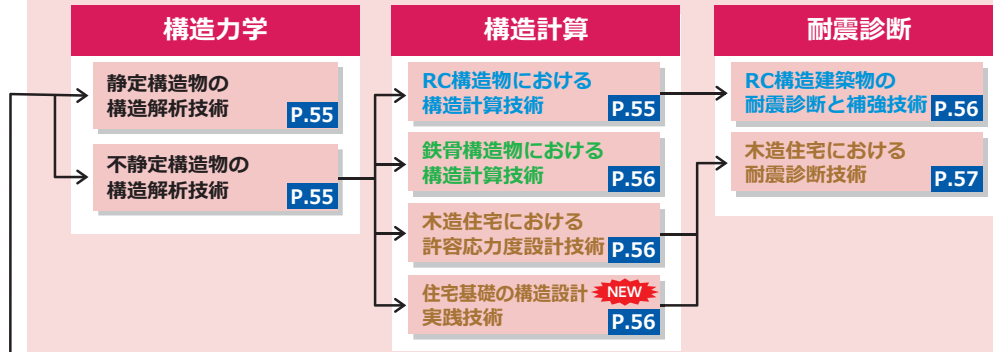 構造力学
静定構造物の
構造解析技術
P.55
不静定構造物の
構造解析技術
P.55
構造計算
RC構造物における
構造計算技術
P.55
鉄骨構造物における
構造計算技術
P.56
木造住宅における
許容応力度設計技術
P.56
住宅基礎の構造設計
NEW
実践技術
P.56
耐震診断
RC構造建築物の
耐震診断と補強技術
P.56
木造住宅における
耐震診断技術
P.57